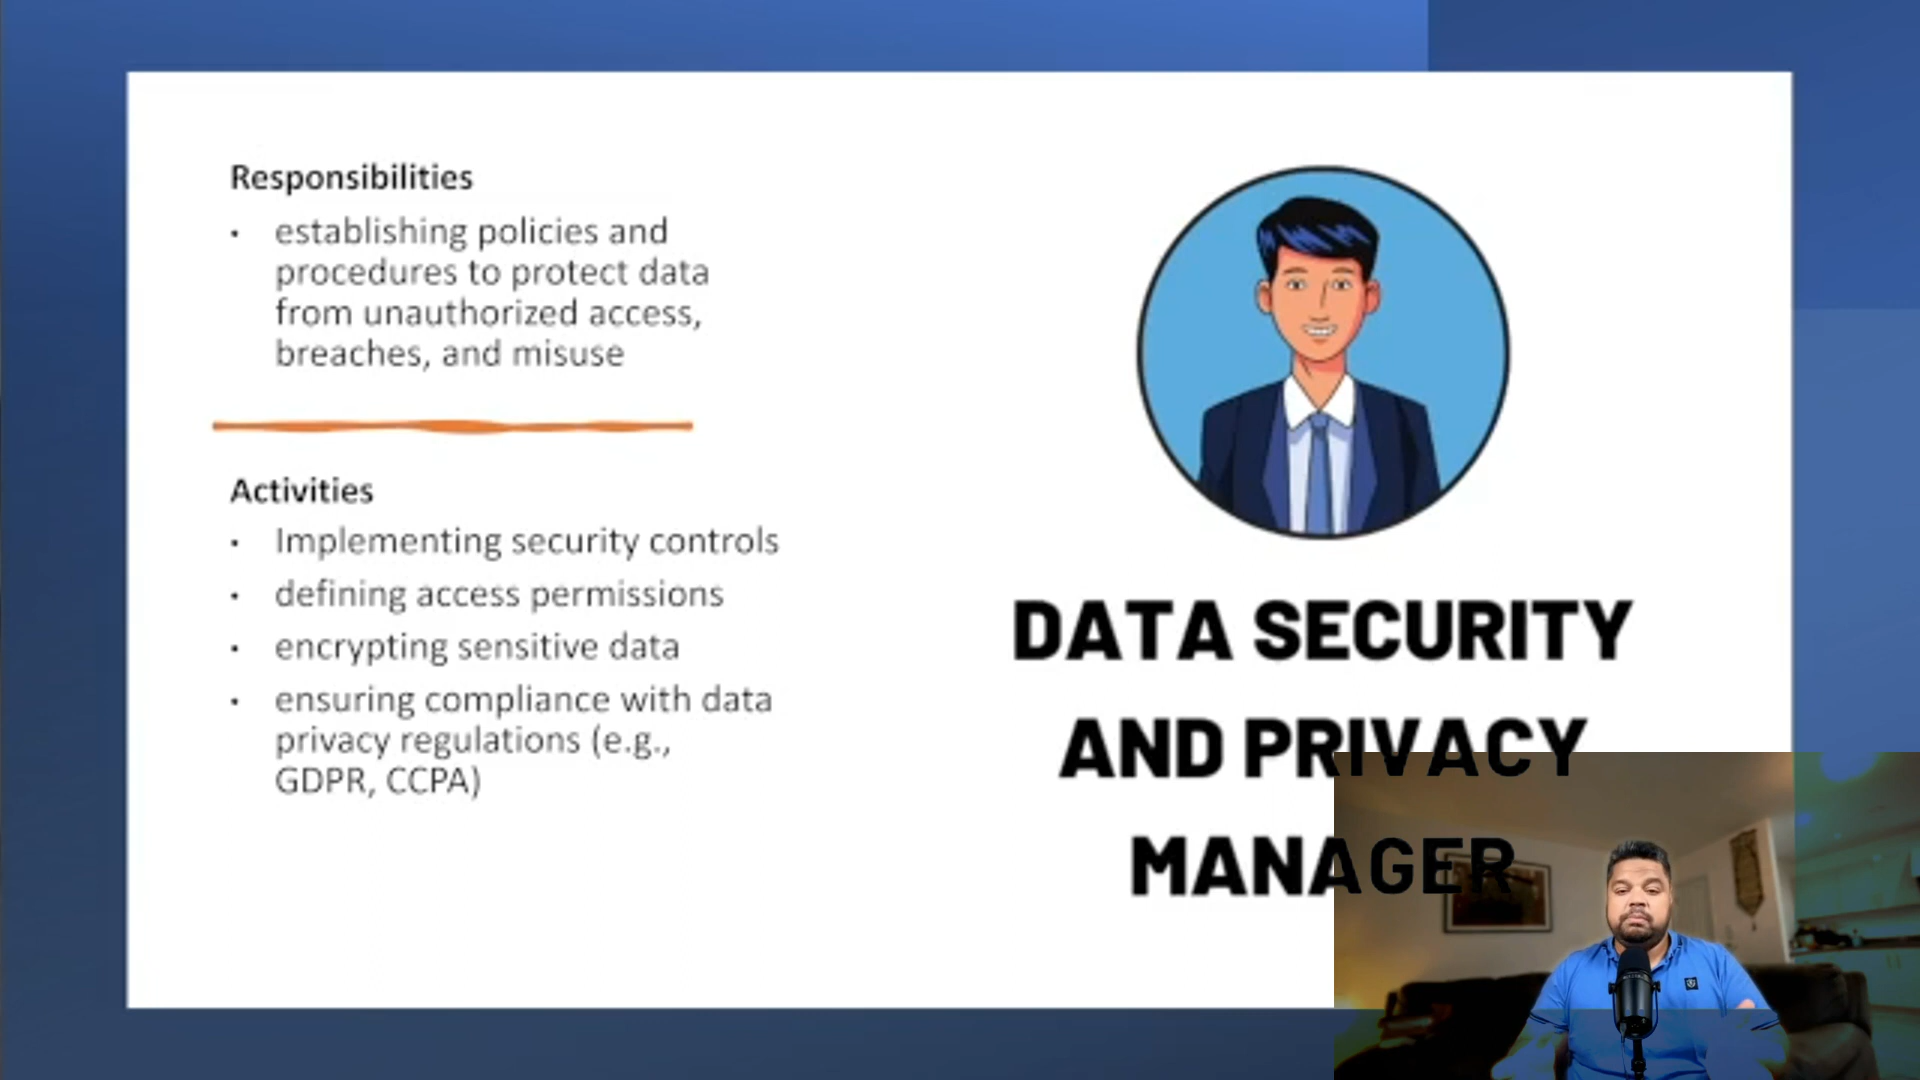 Responsibilities
• establishing policies and
procedures to protect data
from unauthorized access,
breaches, and misuse
Activities
• Implementing security controls
• defining access permissions
• encrypting sensitive data
• ensuring compliance with data
privacy regulations (e.g.,
GDPR, CCPA)
DATA SECURITY
AND PRIVACY
MANAGER